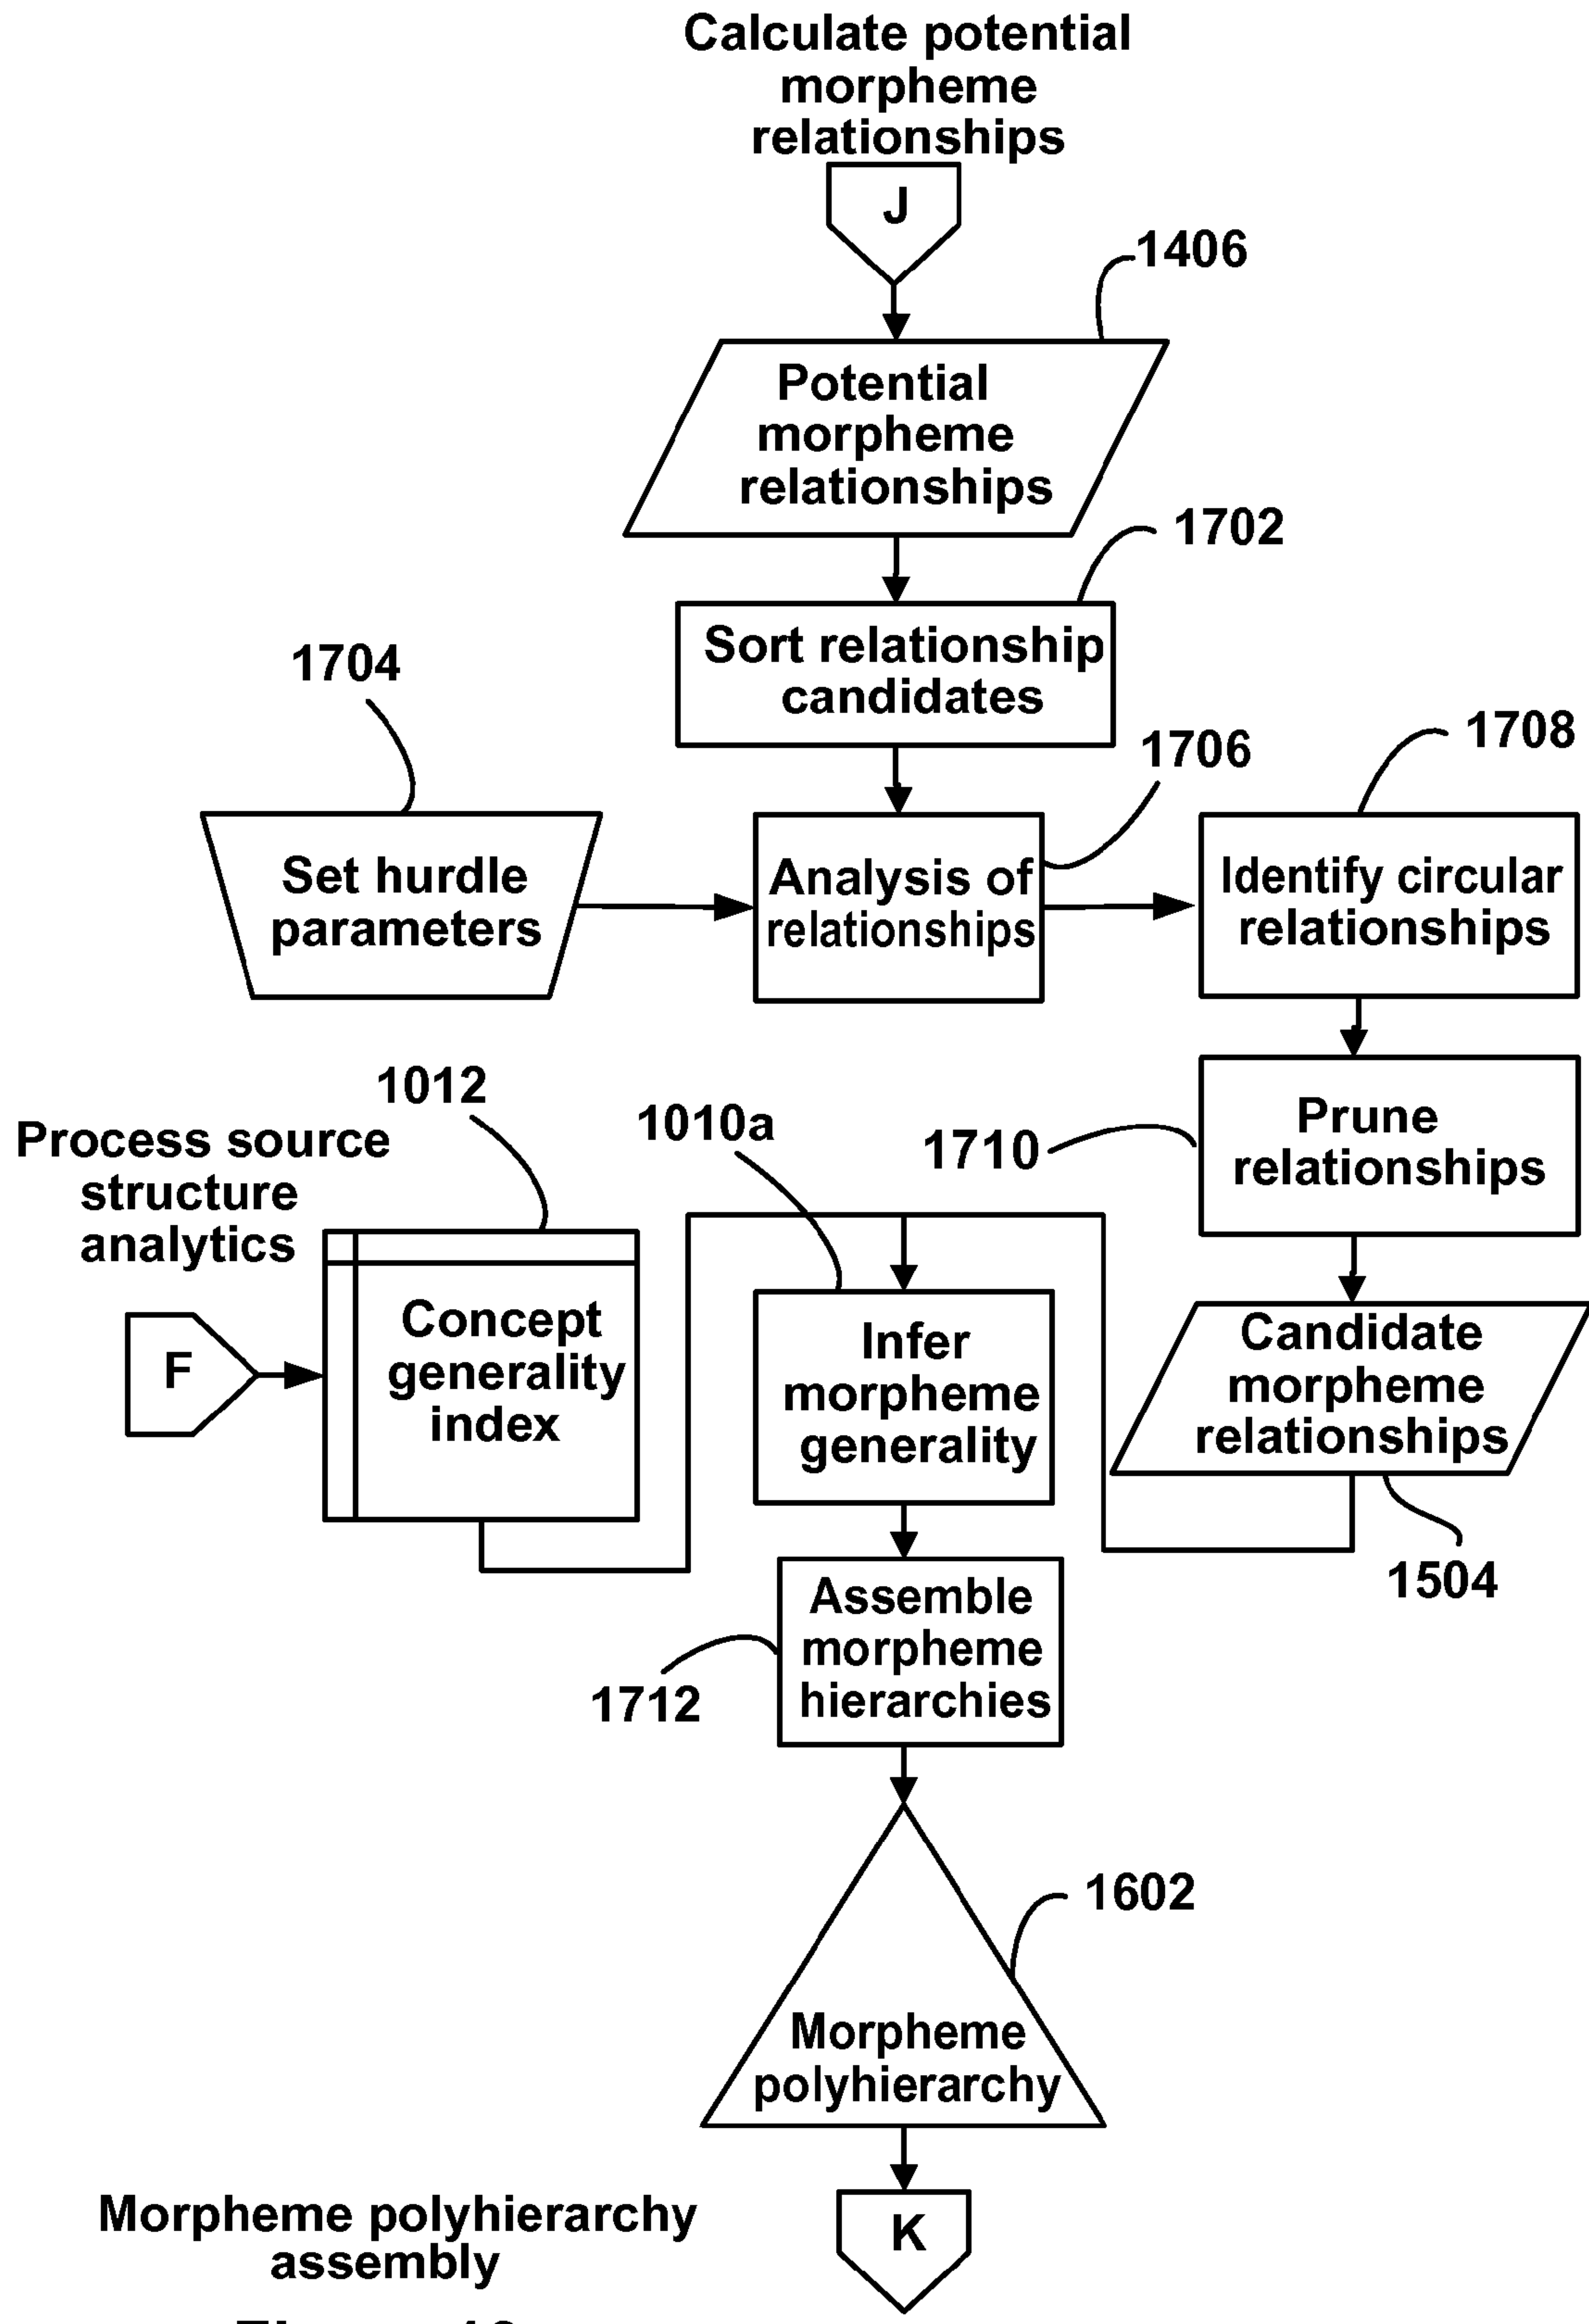 Calculate potential
morpheme
relationships
J
1406
Potential
morpheme
relationships
1702
Sort relationship
candidates
1704
1706
1708
Set hurdle
parameters
Analysis of
relationships
Identify circular
relationships
1012
1010a
1710
Prune
relationships
Process source
structure
analytics
F
Concept
generality
index
Infer
morpheme
generality
Candidate
morpheme
relationships
1504
Assemble
morpheme
hierarchies
1712
1602
Morpheme
polyhierarchy
K
Morpheme polyhierarchy
assembly